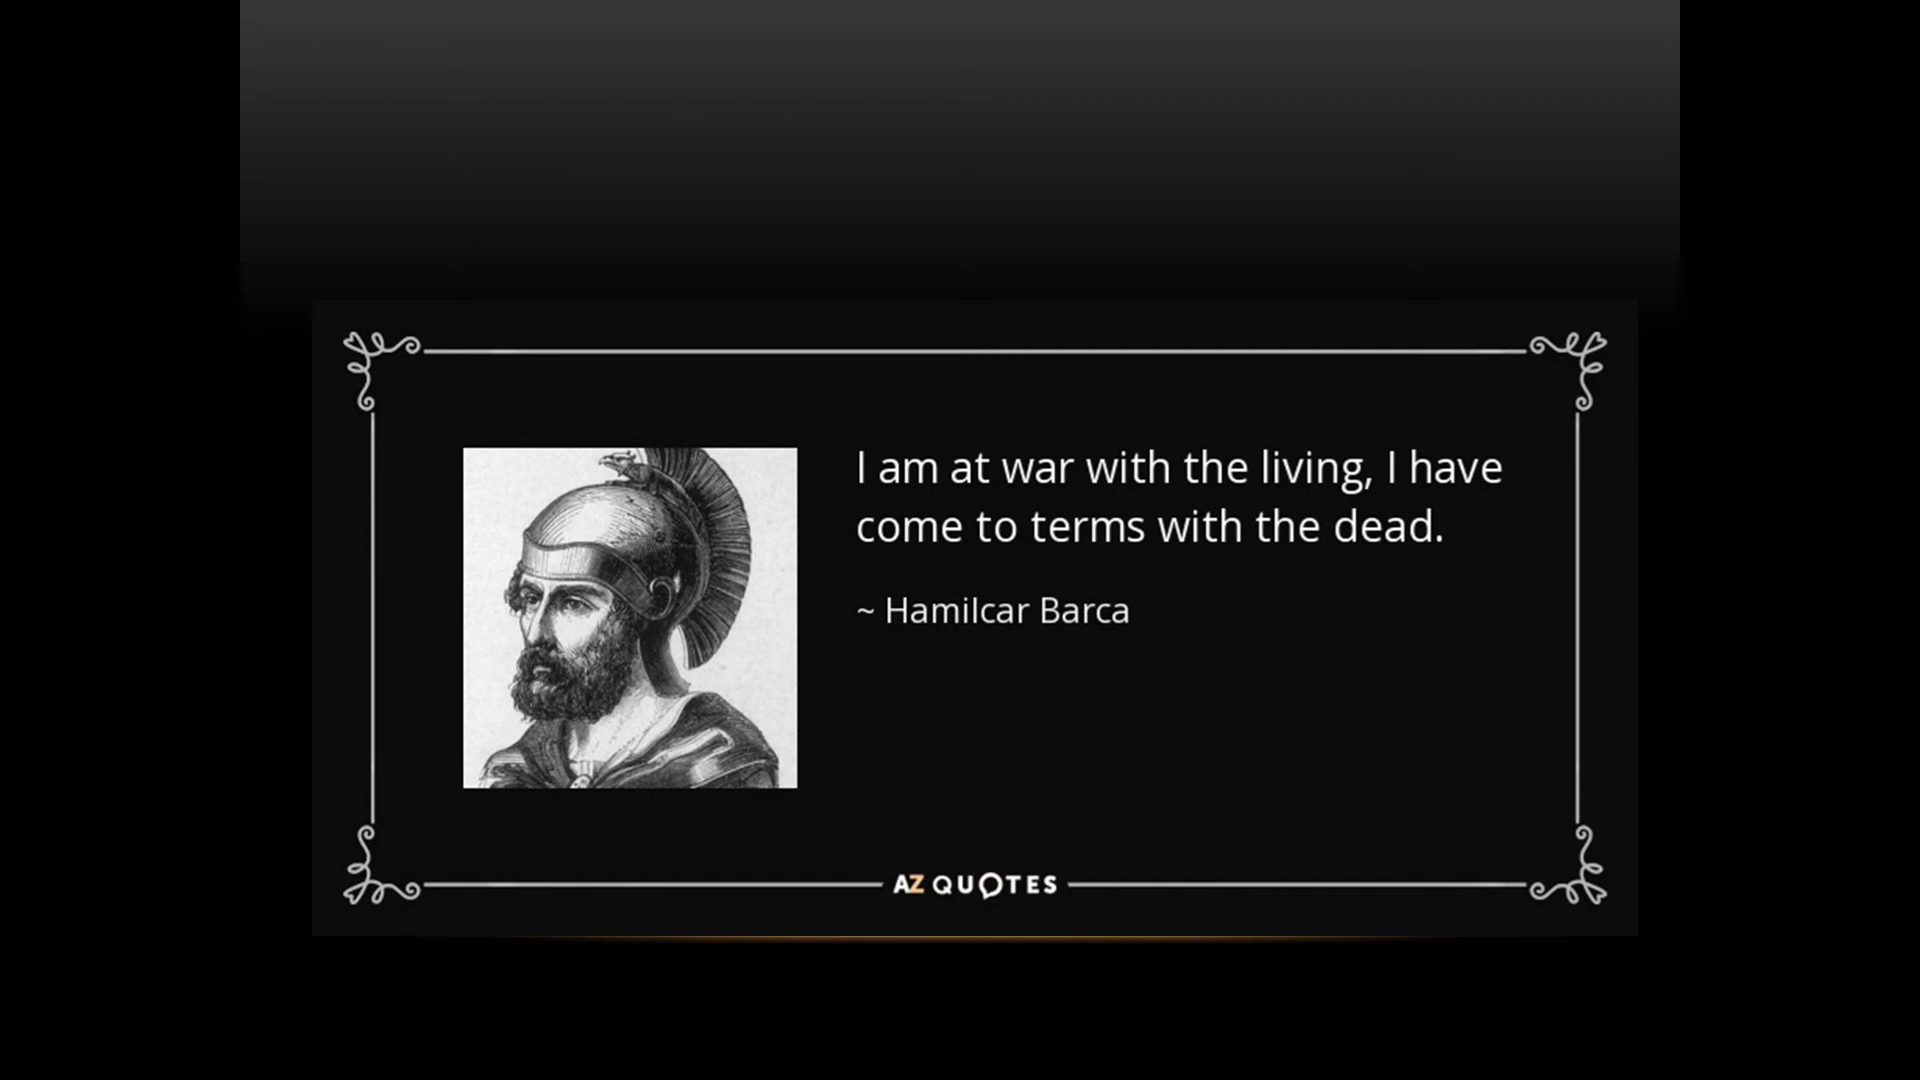 I am at war with the living, I have
come to terms with the dead.
~ Hamilcar Barca
AZ QUOTES